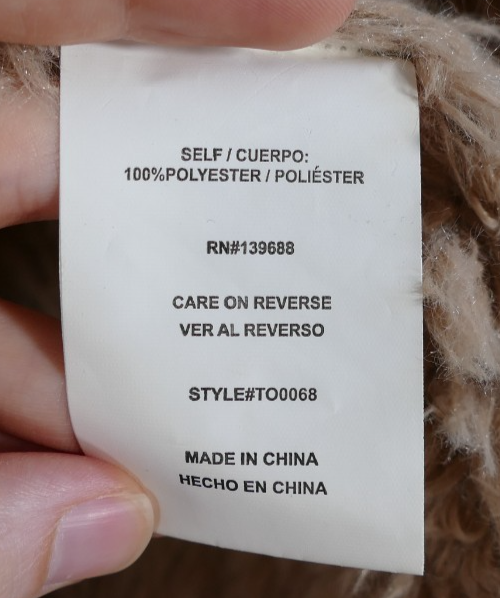 SELF / CUERPO:
100%POLYESTER / POLIÉSTER
RN#139688
CARE ON REVERSE
VER AL REVERSO
STYLE#TO0068
MADE IN CHINA
HECHO EN CHINA